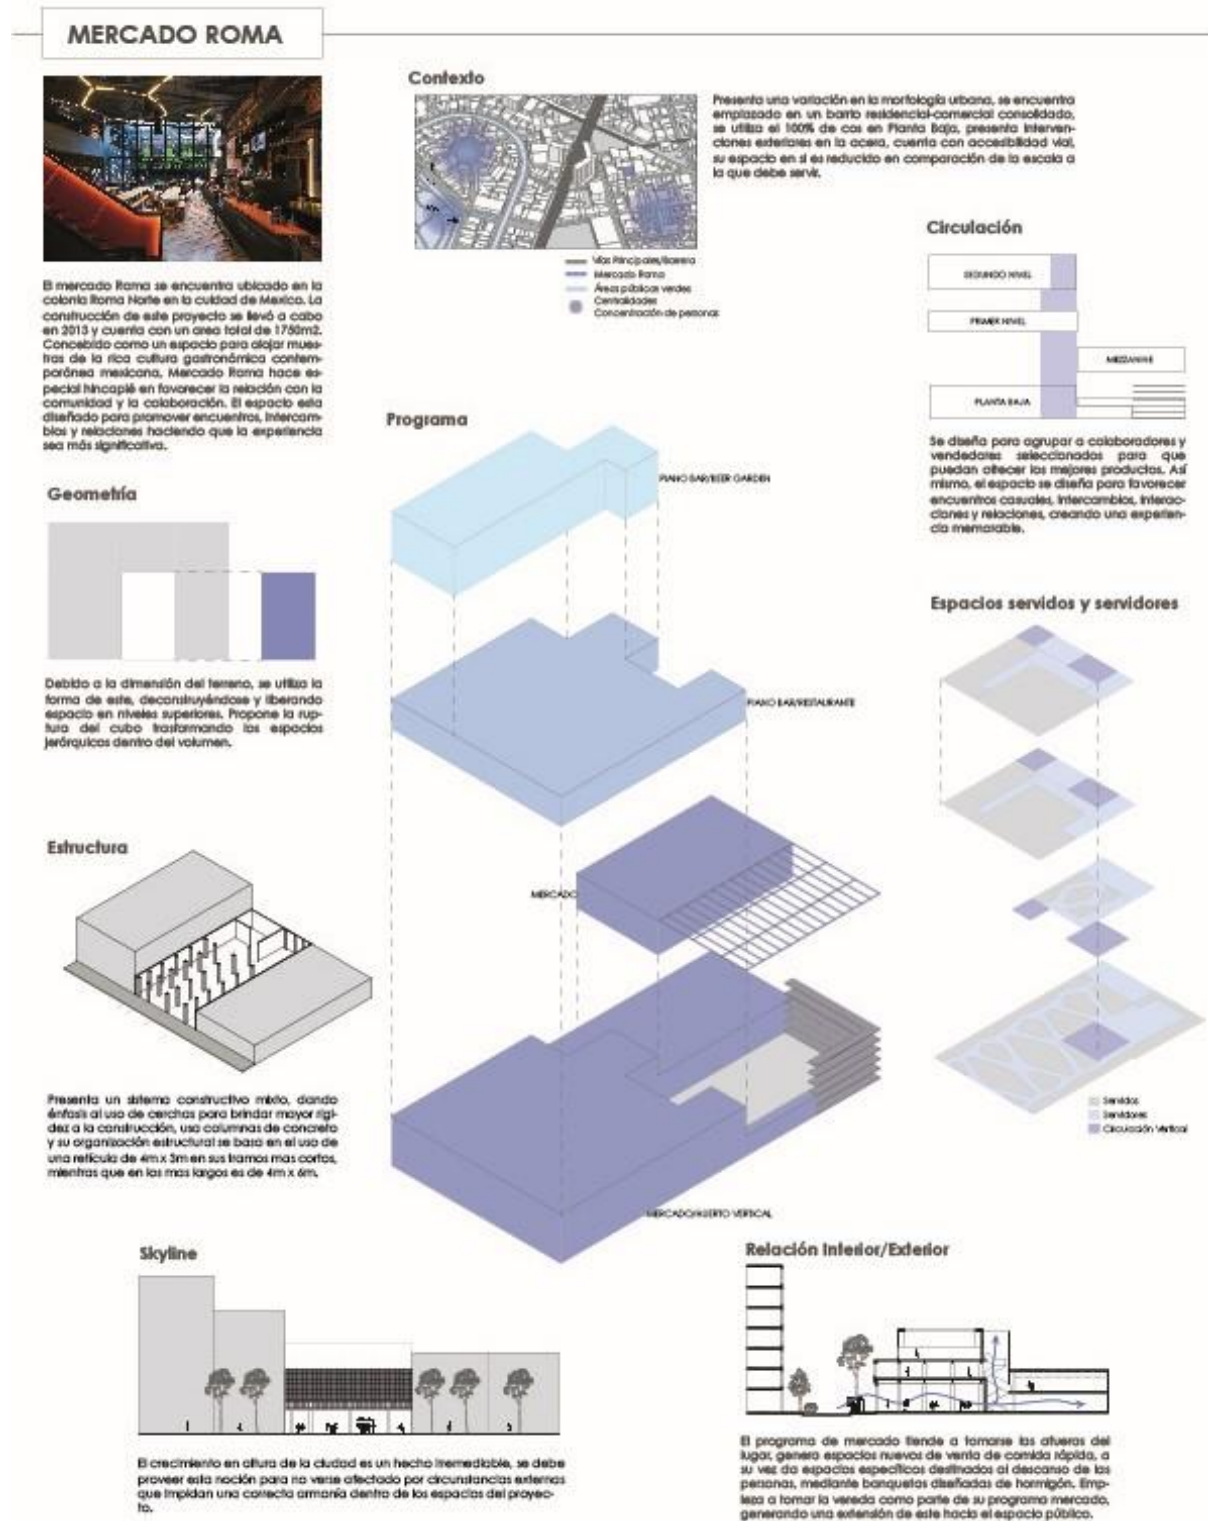 MERCADO ROMA
El mercado Roma se encuentra ubicado en la
colonia Roma Norte en la cuidad de Mexico. La
construcción de este proyecto se llevó a cabo
en 2013 y cuenta con un area total de 1750m2.
Concebido como un espacio para alojar mues-
tras de la rica cultura gastronómica contem-
poránea mexicana, Mercado Roma hace es-
pecial hincapié en favorecer la relación con la
comunidad y la colaboración. El espacio esta
diseñado para promover encuentros, intercam-
bios y relaciones haciendo que la experiencia
sea más significativa.
Contexto
Presenta una variación en la morfología urbana, se encuentra
emplazado en un barrio residencial-comercial consolidado,
se utiliza el 100% de cos en Planta Baja, presenta interven-
ciones exteriores en la acera, cuenta con accesibilidad vial,
su espacio en si es reducido en comparación de la escala a
la que debe servir.
Vías Principales/Barrera
Mercado Roma
Áreas públicas verdes
Centralidades
Concentración de personas
Circulación
SEGUNDO NIVEL
PRIMER NIVEL
MEZZANINE
PLANTA BAJA
Se diseña para agrupar a colaboradores y
vendedores seleccionados para que
puedan ofrecer los mejores productos. Así
mismo, el espacio se diseña para favorecer
encuentros casuales, intercambios, interac-
ciones y relaciones, creando una experien-
cia memorable.
Geometría
Debido a la dimensión del terreno, se utiliza la
forma de este, deconstruyéndose y liberando
espacio en niveles superiores. Propone la rup-
tura del cubo trasformando los espacios
jerárquicos dentro del volumen.
Programa
PIANO BAR/BEER GARDEN
PIANO BAR/RESTAURANTE
MERCADO
MERCADO/HUERTO VERTICAL
Espacios servidos y servidores
Servidos
Servidores
Circulación Vertical
Estructura
Presenta un sistema constructivo mixto, dando
énfasis al uso de cerchas para brindar mayor rigi-
dez a la construcción, usa columnas de concreto
y su organización estructural se basa en el uso de
una retícula de 4m x 3m en sus tramos mas cortos,
mientras que en los mas largos es de 4m x 6m.
Skyline
El crecimiento en altura de la ciudad es un hecho irremediable, se debe
proveer esta noción para no verse afectado por circunstancias externas
que impidan una correcta armonía dentro de los espacios del proyec-
to.
Relación Interior/Exterior
El programa de mercado tiende a tomarse las afueras del
lugar, genera espacios nuevos de venta de comida rápida, a
su vez da espacios específicos destinados al descanso de las
personas, mediante banquetas diseñadas de hormigón. Emp-
ieza a tomar la vereda como parte de su programa mercado,
generando una extensión de este hacia el espacio público.